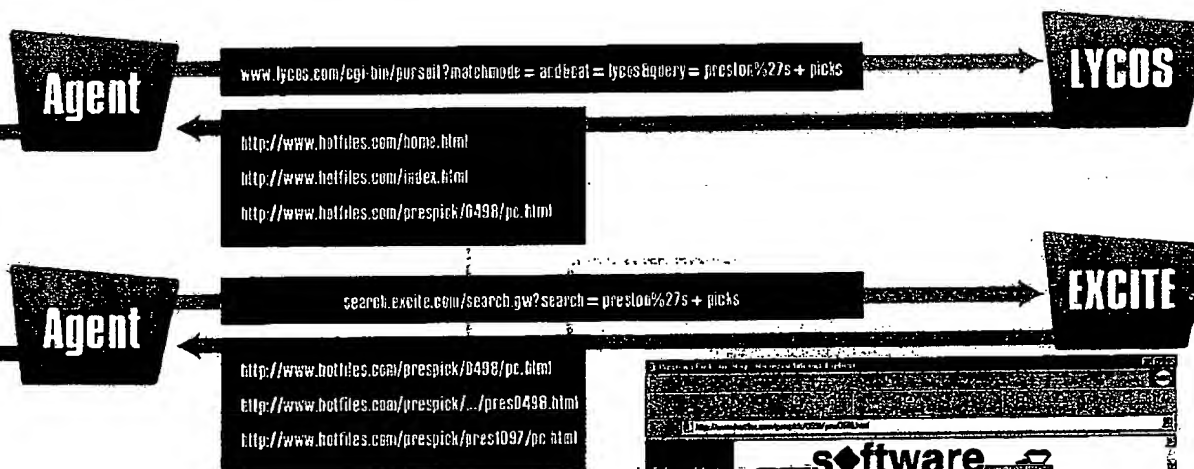 Agent
www.lycos.com/cgi-bin/pursuit?matchmode = and&cat = lycos&query = preston%27s + picks
LYCOS
http://www.hotfiles.com/home.html
http://www.hotfiles.com/index.html
http://www.hotfiles.com/prespick/0498/pc.html
Agent
search.excite.com/search.gw?search = preston%27s + picks
EXCITE
http://www.hotfiles.com/prespick/0498/pc.html
http://www.hotfiles.com/prespick/.../pres0498.html
http://www.hotfiles.com/prespick/pres1097/pc.html
s◆ftware